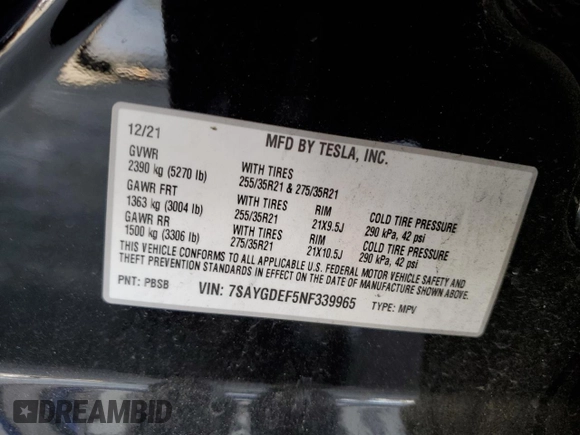 12/21 MFD BY TESLA, INC.
GVWR
2390 kg (5270 lb) WITH TIRES
255/35R21 & 275/35R21
GAWR FRT
1363 kg (3004 lb) WITH TIRES RIM COLD TIRE PRESSURE
255/35R21 21X9.5J 290 kPa, 42 psi
GAWR RR
1500 kg (3306 lb) WITH TIRES RIM COLD TIRE PRESSURE
275/35R21 21X10.5J 290 kPa, 42 psi
THIS VEHICLE CONFORMS TO ALL APPLICABLE U.S. FEDERAL MOTOR VEHICLE SAFETY AND
THEFT PREVENTION STANDARDS IN EFFECT ON THE DATE OF MANUFACTURE SHOWN ABOVE.
PNT: PBSB VIN: 7SAYGDEF5NF339965 TYPE: MPV
DREAMBID